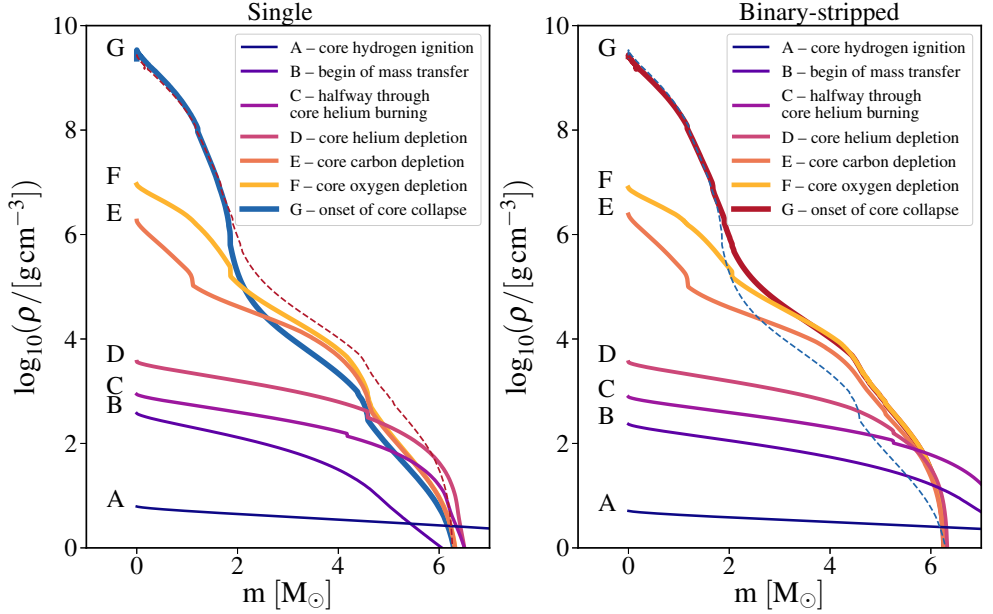 Single
log₁₀(ρ/[g cm⁻³])
10
8
6
4
2
0
G
F
E
D
C
B
A
A – core hydrogen ignition
B – begin of mass transfer
C – halfway through
core helium burning
D – core helium depletion
E – core carbon depletion
F – core oxygen depletion
G – onset of core collapse
0 2 4 6
m [M☉]
Binary-stripped
log₁₀(ρ/[g cm⁻³])
10
8
6
4
2
0
G
F
E
D
C
B
A
A – core hydrogen ignition
B – begin of mass transfer
C – halfway through
core helium burning
D – core helium depletion
E – core carbon depletion
F – core oxygen depletion
G – onset of core collapse
0 2 4 6
m [M☉]